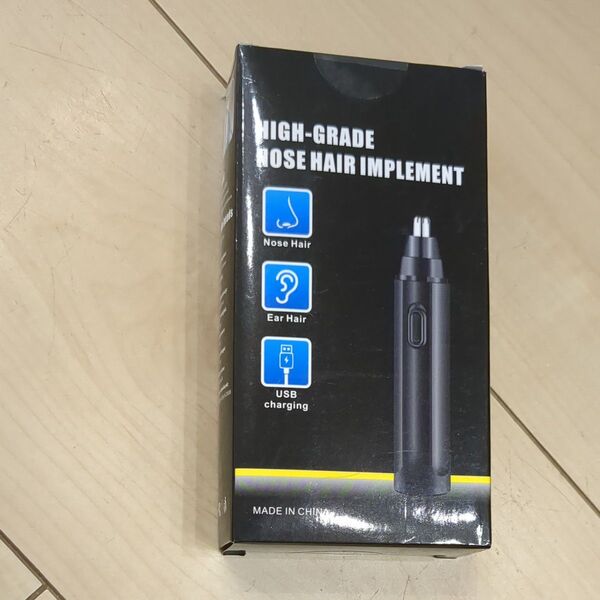 HIGH-GRADE
NOSE HAIR IMPLEMENT
Nose Hair
Ear Hair
USB
charging
MADE IN CHINA